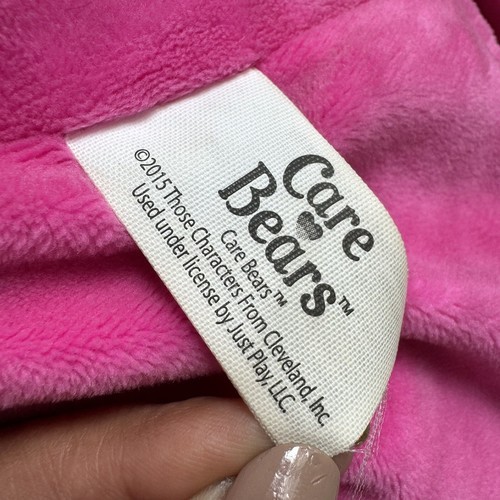 Care
Bears™
Care Bears™
©2015 Those Characters From Cleveland, Inc.
Used under license by Just Play, LLC.